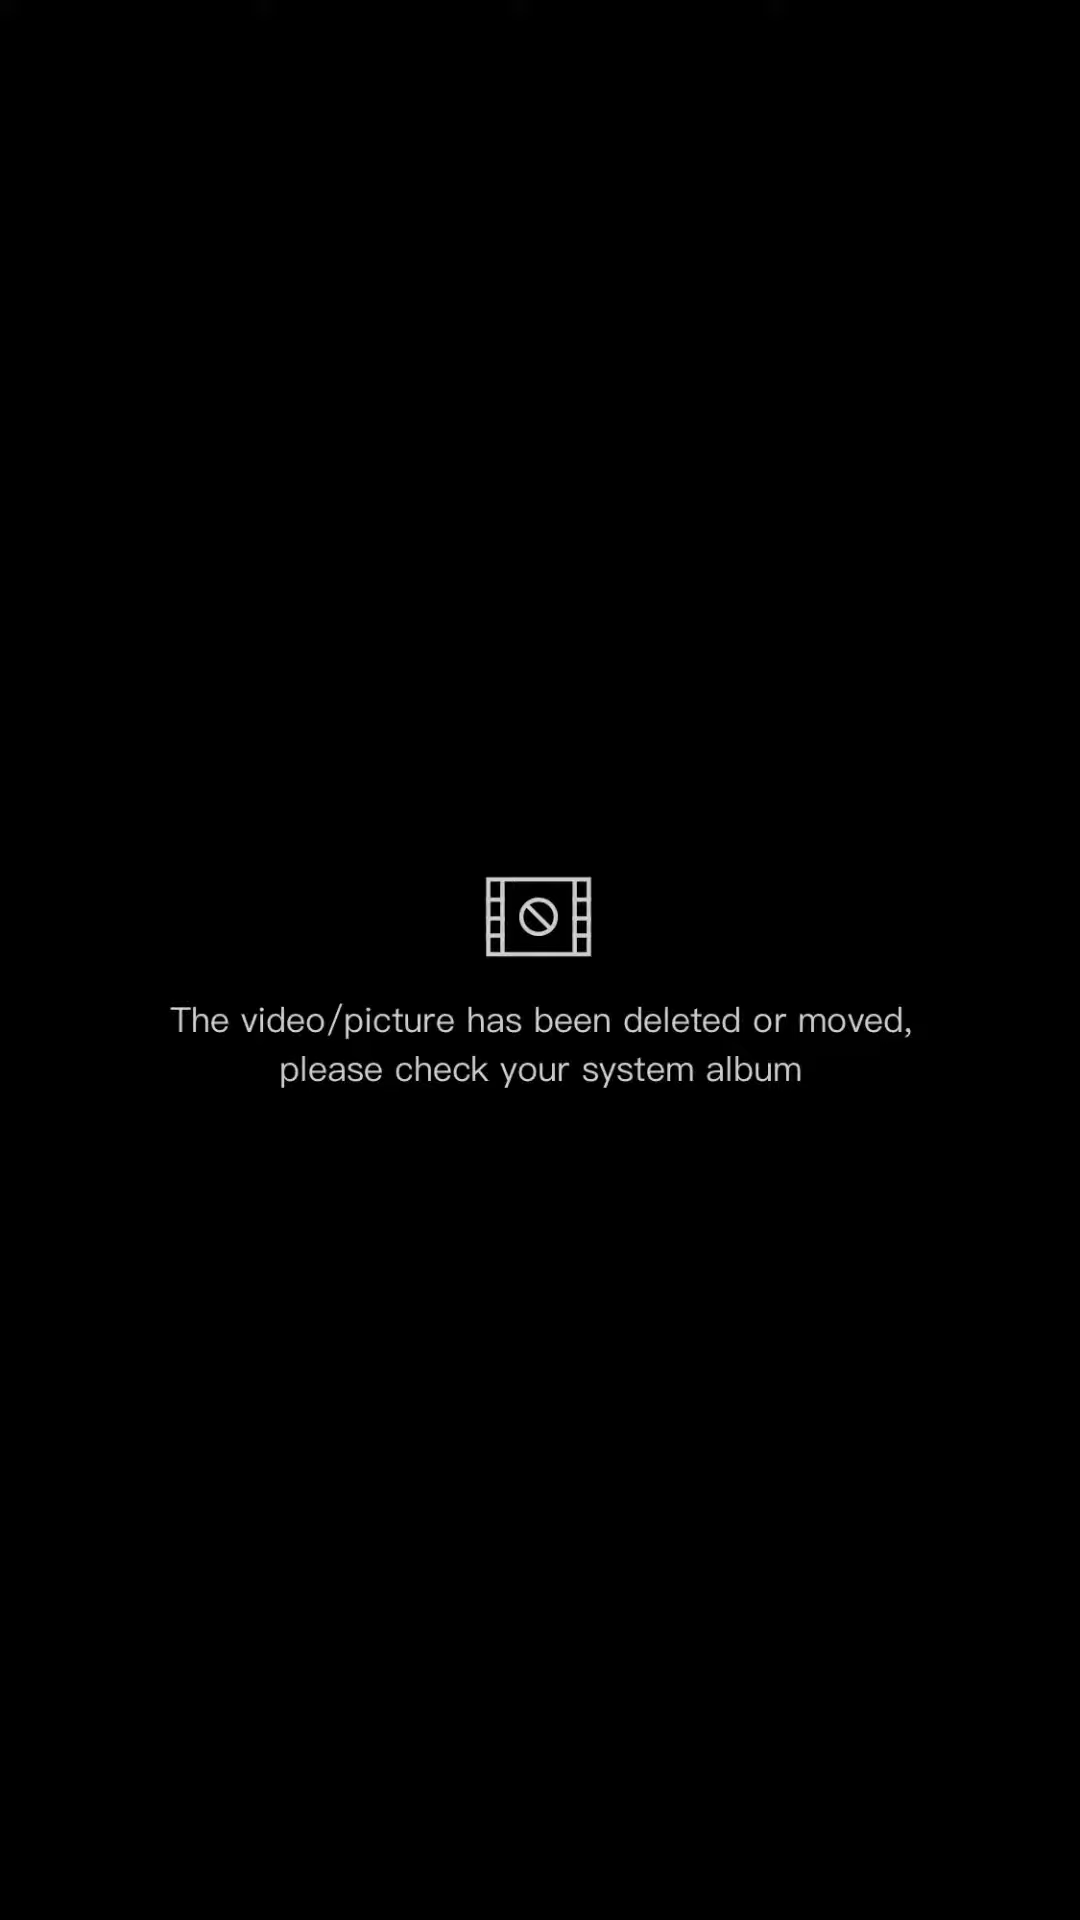 The video/picture has been deleted or moved,
please check your system album